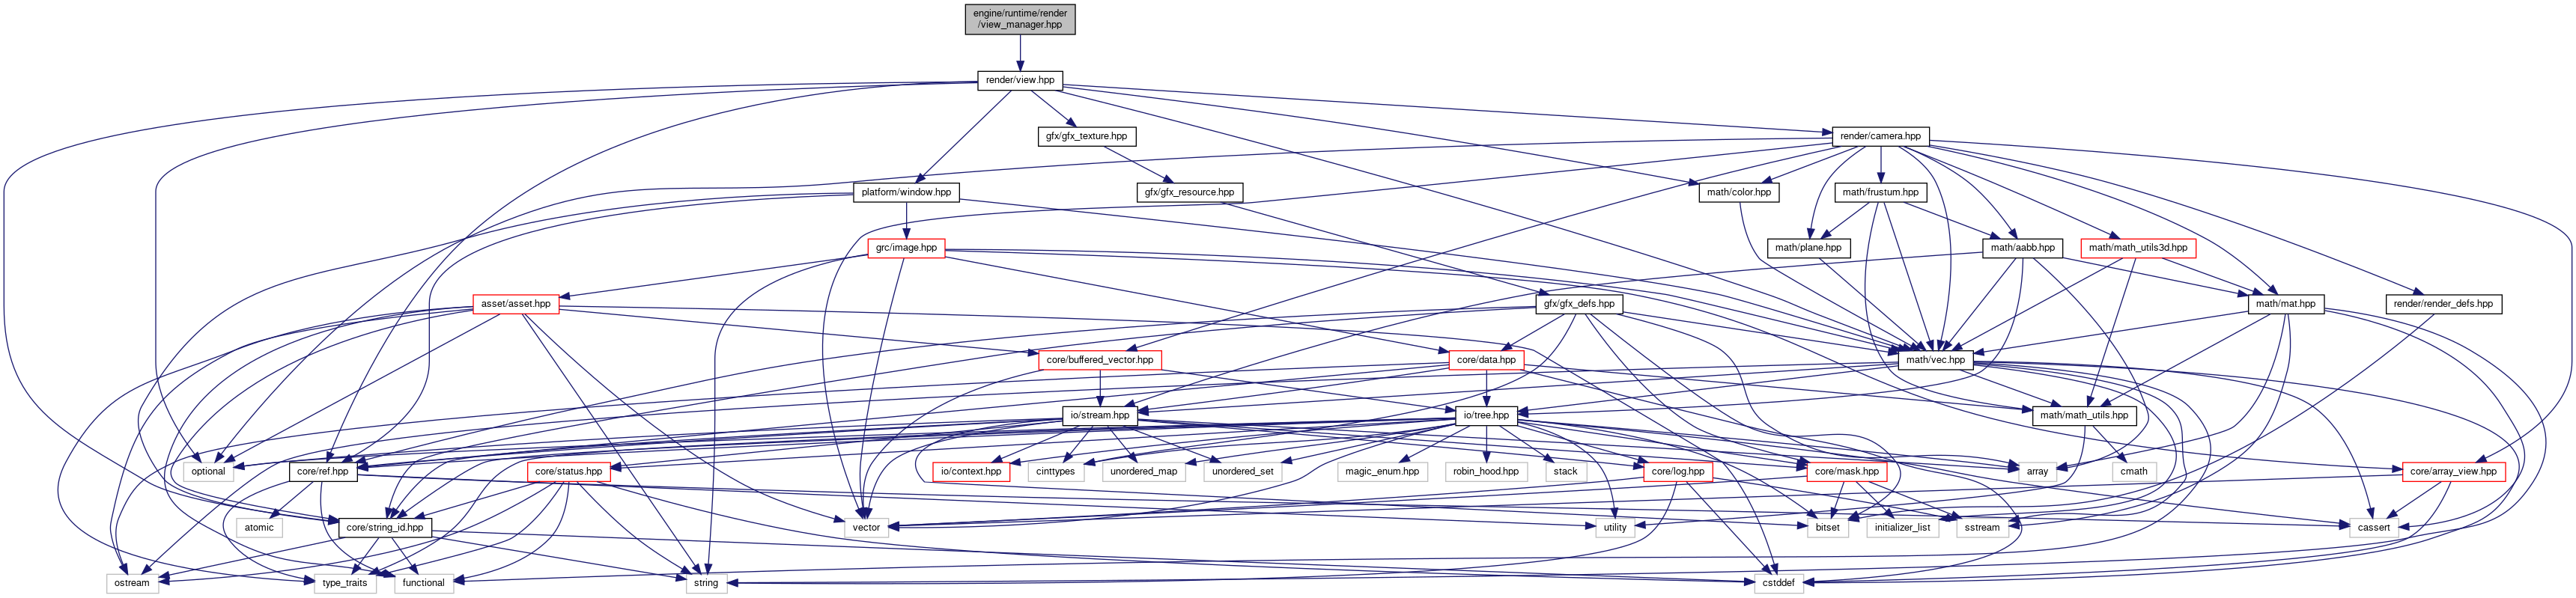 engine/runtime/render
/view_manager.hpp
render/view.hpp
gfx/gfx_texture.hpp
render/camera.hpp
platform/window.hpp
gfx/gfx_resource.hpp
math/color.hpp
math/frustum.hpp
grc/image.hpp
math/plane.hpp
math/aabb.hpp
math/math_utils3d.hpp
asset/asset.hpp
gfx/gfx_defs.hpp
math/mat.hpp
render/render_defs.hpp
core/buffered_vector.hpp
core/data.hpp
math/vec.hpp
io/stream.hpp
io/tree.hpp
math/math_utils.hpp
optional
core/ref.hpp
core/status.hpp
io/context.hpp
cinttypes
unordered_map
unordered_set
magic_enum.hpp
robin_hood.hpp
stack
core/log.hpp
core/mask.hpp
array
cmath
core/array_view.hpp
atomic
core/string_id.hpp
vector
utility
bitset
initializer_list
sstream
cassert
ostream
type_traits
functional
string
cstddef